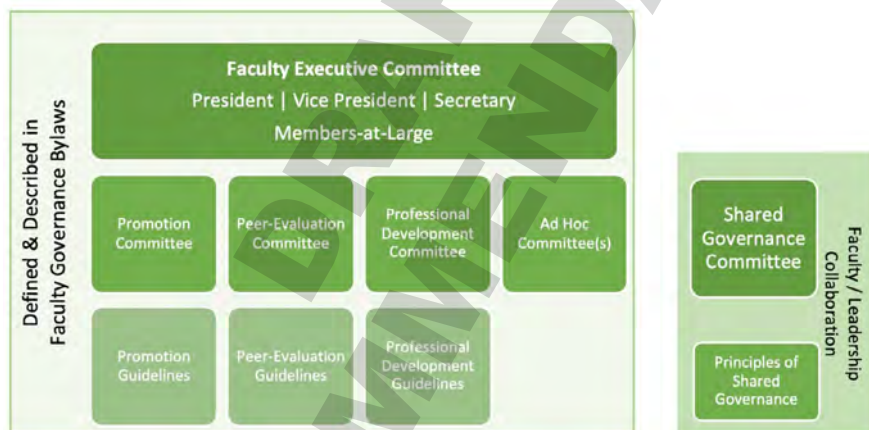 Defined & Described in
Faculty Governance Bylaws
Faculty Executive Committee
President | Vice President | Secretary
Members-at-Large
Promotion
Committee
Peer-Evaluation
Committee
Professional
Development
Committee
Ad Hoc
Committee(s)
Promotion
Guidelines
Peer-Evaluation
Guidelines
Professional
Development
Guidelines
Shared
Governance
Committee
Principles of
Shared
Governance
Faculty / Leadership
Collaboration